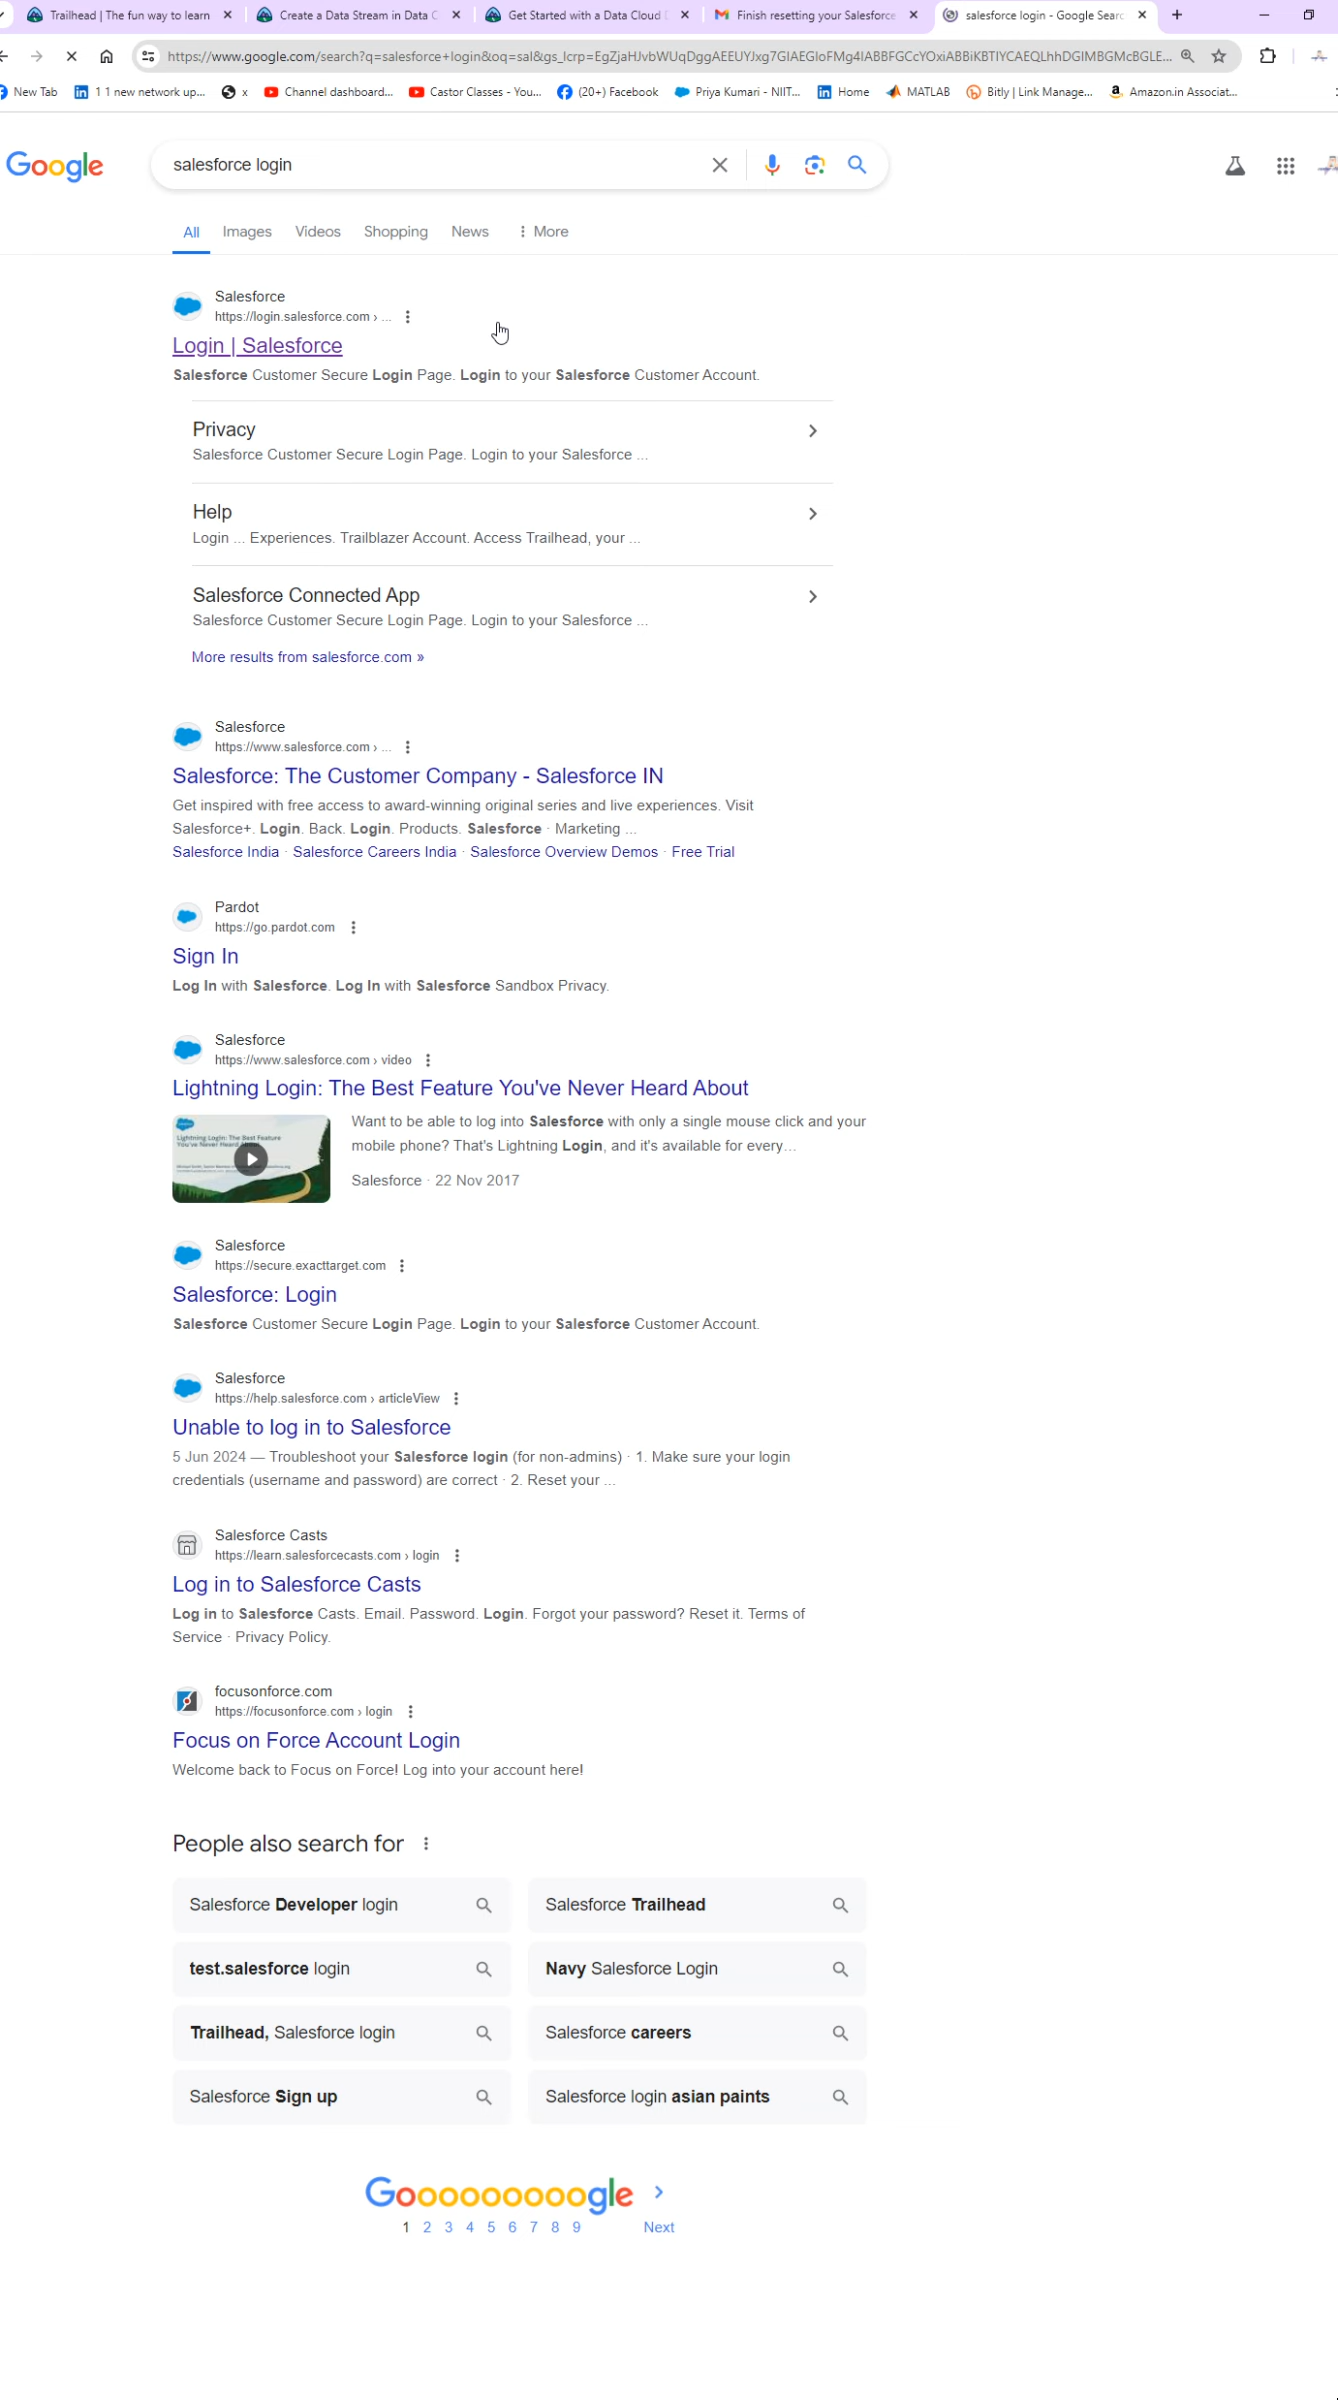 Trailhead | The fun way to learn
Create a Data Stream in Data C
Get Started with a Data Cloud
Finish resetting your Salesforce
salesforce login - Google Searc
New Tab
1 1 new network up...
x
Channel dashboard...
Castor Classes - You...
(20+) Facebook
Priya Kumari - NIIT...
Home
MATLAB
Bitly | Link Manage...
Amazon.in Associat...
Google
salesforce login
All
Images
Videos
Shopping
News
More
Salesforce
https://login.salesforce.com › ...
Login | Salesforce
Salesforce Customer Secure Login Page. Login to your Salesforce Customer Account.
Privacy
Salesforce Customer Secure Login Page. Login to your Salesforce ...
Help
Login ... Experiences. Trailblazer Account. Access Trailhead, your ...
Salesforce Connected App
Salesforce Customer Secure Login Page. Login to your Salesforce ...
More results from salesforce.com »
Salesforce
https://www.salesforce.com › ...
Salesforce: The Customer Company - Salesforce IN
Get inspired with free access to award-winning original series and live experiences. Visit
Salesforce+. Login. Back. Login. Products. Salesforce · Marketing ...
Salesforce India · Salesforce Careers India · Salesforce Overview Demos · Free Trial
Pardot
https://go.pardot.com
Sign In
Log In with Salesforce. Log In with Salesforce Sandbox Privacy.
Salesforce
https://www.salesforce.com › video
Lightning Login: The Best Feature You've Never Heard About
Lightning Login: The Best Feature
You've Never Heard About
Want to be able to log into Salesforce with only a single mouse click and your
mobile phone? That's Lightning Login, and it's available for every...
Salesforce · 22 Nov 2017
Salesforce
https://secure.exacttarget.com
Salesforce: Login
Salesforce Customer Secure Login Page. Login to your Salesforce Customer Account.
Salesforce
https://help.salesforce.com › articleView
Unable to log in to Salesforce
5 Jun 2024 — Troubleshoot your Salesforce login (for non-admins) · 1. Make sure your login
credentials (username and password) are correct · 2. Reset your ...
Salesforce Casts
https://learn.salesforcecasts.com › login
Log in to Salesforce Casts
Log in to Salesforce Casts. Email. Password. Login. Forgot your password? Reset it. Terms of
Service · Privacy Policy.
focusonforce.com
https://focusonforce.com › login
Focus on Force Account Login
Welcome back to Focus on Force! Log into your account here!
People also search for
Salesforce Developer login
Salesforce Trailhead
test.salesforce login
Navy Salesforce Login
Trailhead, Salesforce login
Salesforce careers
Salesforce Sign up
Salesforce login asian paints
Gooooooooogle
1 2 3 4 5 6 7 8 9 Next